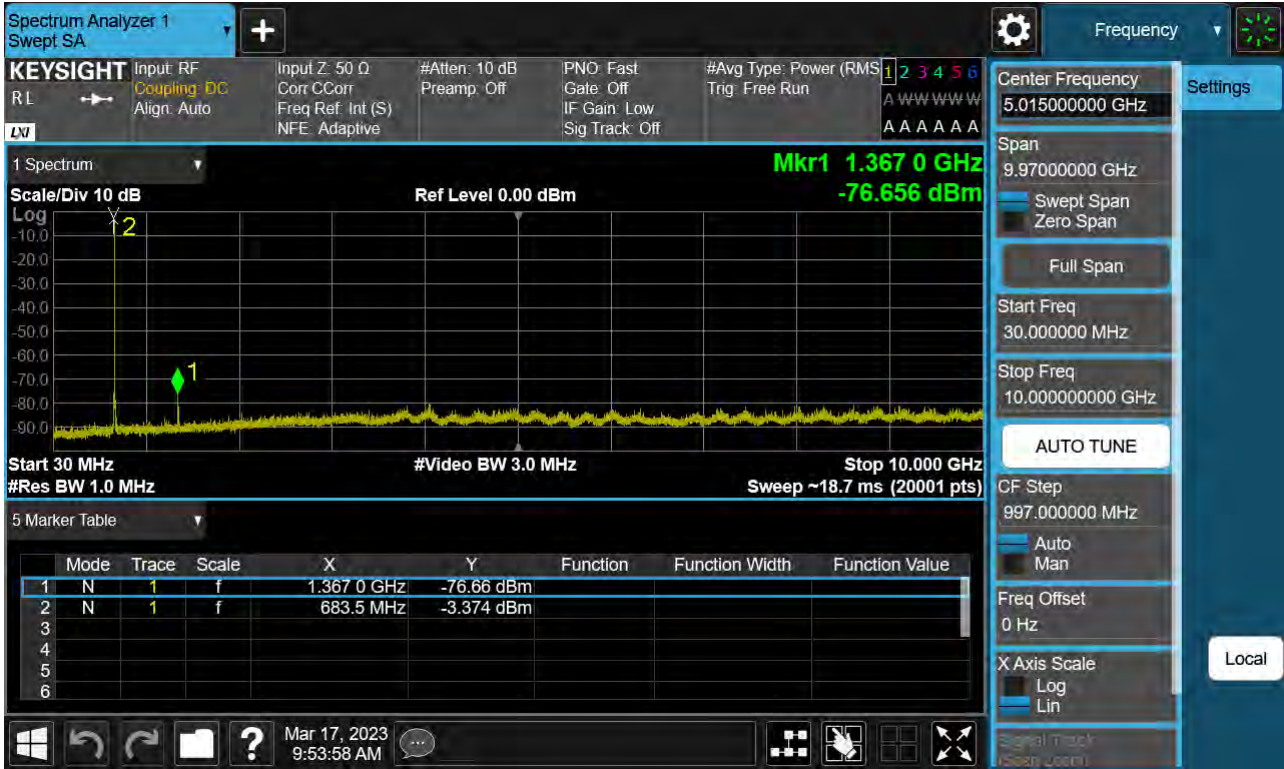 Spectrum Analyzer 1
Swept SA
+
Frequency
KEYSIGHT
R L
LXI
Input: RF
Coupling: DC
Align: Auto
Input Z: 50 Ω
Corr CCorr
Freq Ref: Int (S)
NFE: Adaptive
#Atten: 10 dB
Preamp: Off
PNO: Fast
Gate: Off
IF Gain: Low
Sig Track: Off
#Avg Type: Power (RMS
Trig: Free Run
1 2 3 4 5 6
A W W W W W
A A A A A A
1 Spectrum
Mkr1 1.367 0 GHz
-76.656 dBm
Scale/Div 10 dB
Ref Level 0.00 dBm
Log
-10.0
-20.0
-30.0
-40.0
-50.0
-60.0
-70.0
-80.0
-90.0
2
1
Start 30 MHz
#Video BW 3.0 MHz
Stop 10.000 GHz
#Res BW 1.0 MHz
Sweep ~18.7 ms (20001 pts)
5 Marker Table
Mode Trace Scale X Y Function Function Width Function Value
1 N 1 f 1.367 0 GHz -76.66 dBm
2 N 1 f 683.5 MHz -3.374 dBm
3
4
5
6
Mar 17, 2023
9:53:58 AM
?
Center Frequency
5.015000000 GHz
Settings
Span
9.97000000 GHz
Swept Span
Zero Span
Full Span
Start Freq
30.000000 MHz
Stop Freq
10.000000000 GHz
AUTO TUNE
CF Step
997.000000 MHz
Auto
Man
Freq Offset
0 Hz
X Axis Scale
Log
Lin
Local
Signal Track
(Span Zoom)